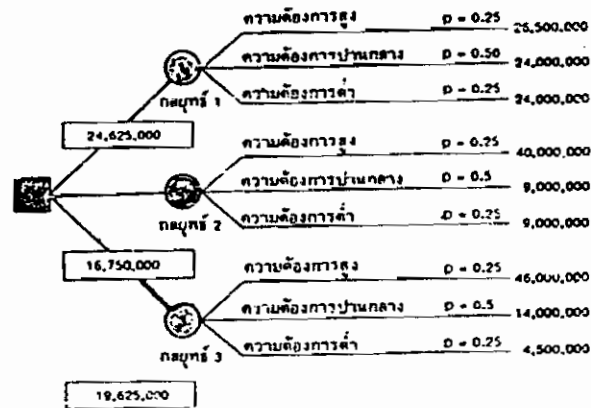 ความต้องการสูง p = 0.25 26,500,000
ความต้องการปานกลาง p = 0.50 24,000,000
ความต้องการต่ำ p = 0.25 24,000,000
กลยุทธ์ 1
24,625,000
ความต้องการสูง p = 0.25 40,000,000
ความต้องการปานกลาง p = 0.5 9,000,000
ความต้องการต่ำ p = 0.25 9,000,000
กลยุทธ์ 2
16,750,000
ความต้องการสูง p = 0.25 46,000,000
ความต้องการปานกลาง p = 0.5 14,000,000
ความต้องการต่ำ p = 0.25 4,500,000
กลยุทธ์ 3
19,625,000